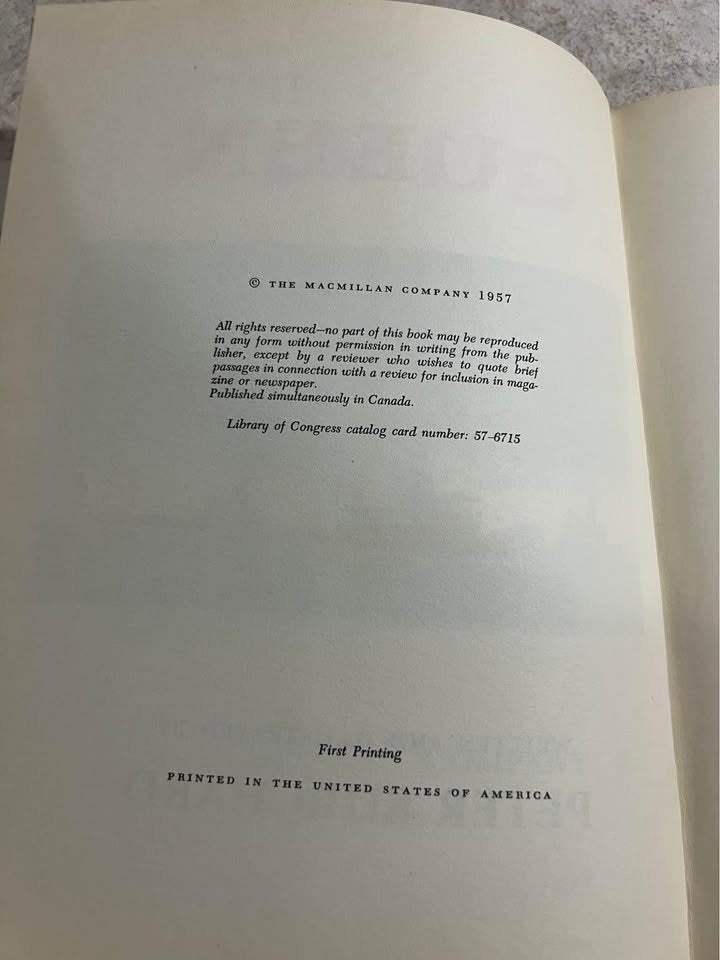 © THE MACMILLAN COMPANY 1957
All rights reserved—no part of this book may be reproduced
in any form without permission in writing from the pub-
lisher, except by a reviewer who wishes to quote brief
passages in connection with a review for inclusion in maga-
zine or newspaper.
Published simultaneously in Canada.
Library of Congress catalog card number: 57–6715
First Printing
PRINTED IN THE UNITED STATES OF AMERICA